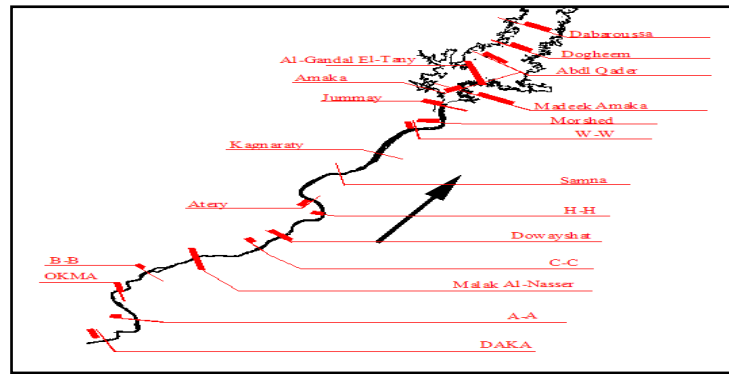 Dabaroussa
Dogheem
Al-Gandal El-Tany
Abdl Qader
Amaka
Jummay
Madeek Amaka
Morshed
W-W
Kagnaraty
Samna
Atery
H-H
Dowayshat
B-B
C-C
OKMA
Malak Al-Nasser
A-A
DAKA